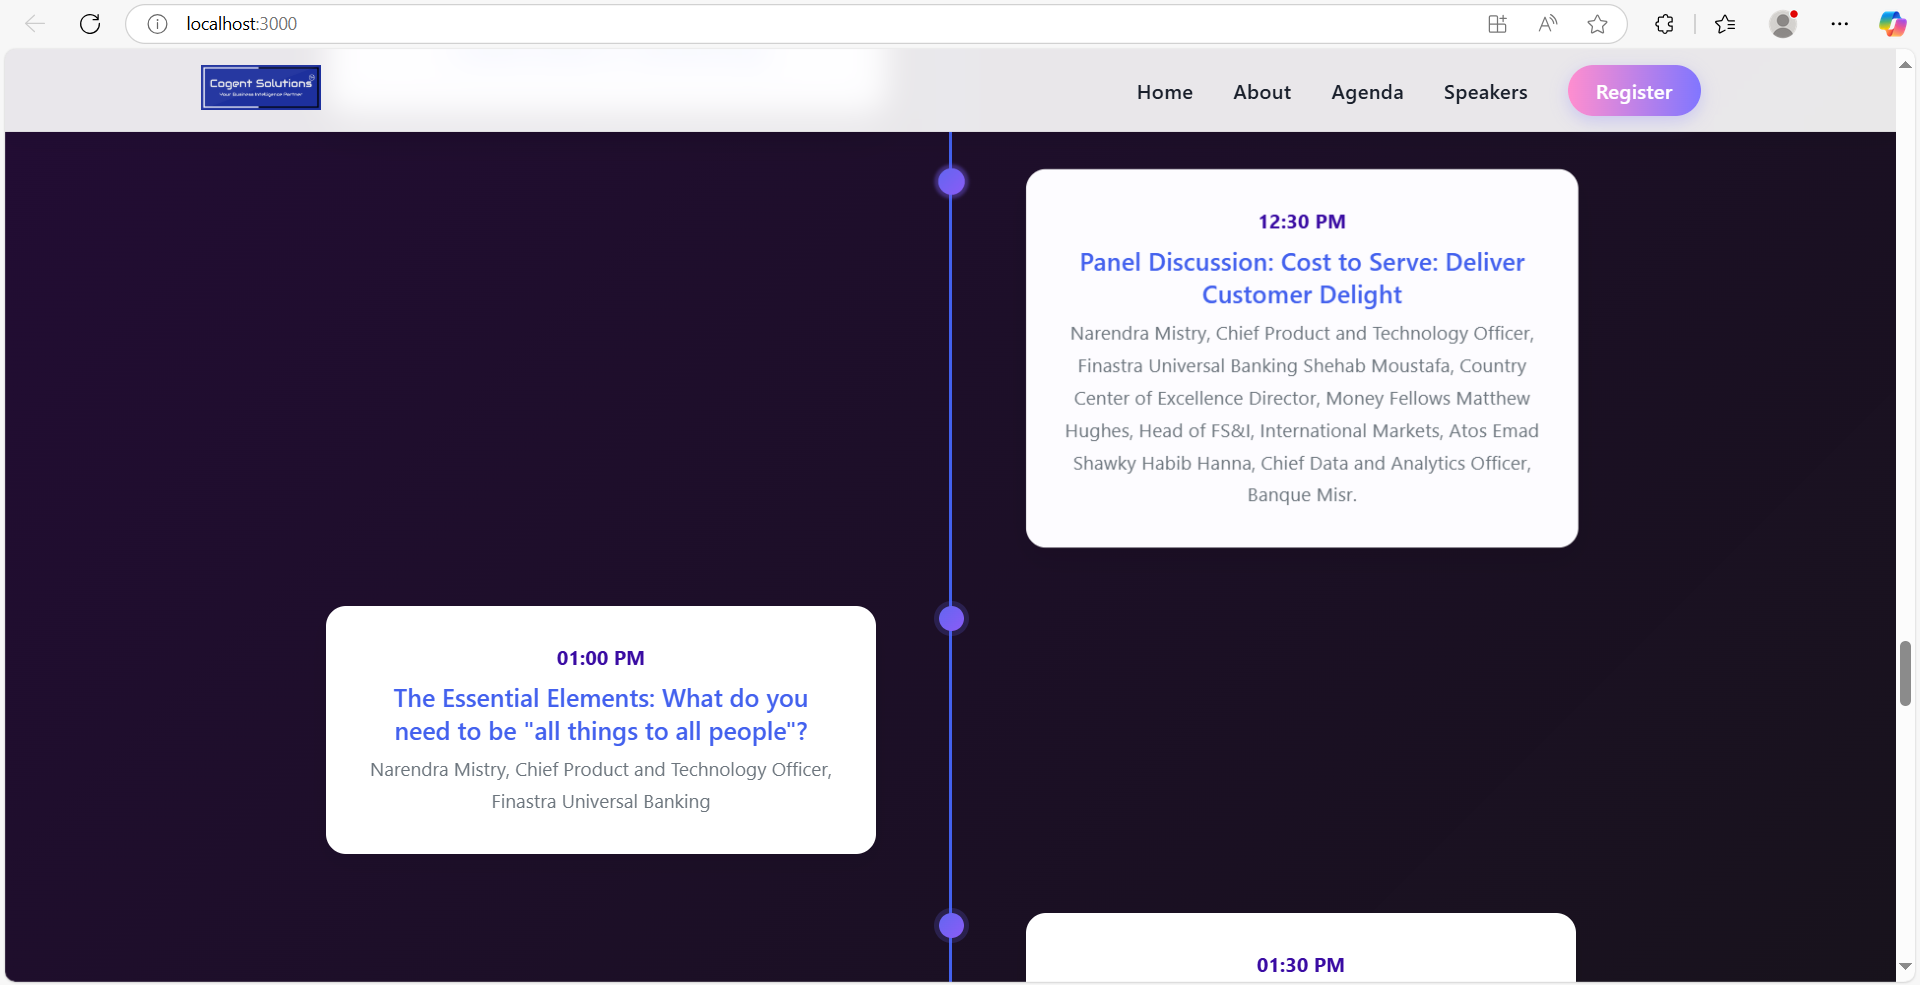 localhost:3000
Cogent Solutions
Your Business Intelligence Partner
Home About Agenda Speakers Register
12:30 PM
Panel Discussion: Cost to Serve: Deliver
Customer Delight
Narendra Mistry, Chief Product and Technology Officer,
Finastra Universal Banking Shehab Moustafa, Country
Center of Excellence Director, Money Fellows Matthew
Hughes, Head of FS&I, International Markets, Atos Emad
Shawky Habib Hanna, Chief Data and Analytics Officer,
Banque Misr.
01:00 PM
The Essential Elements: What do you
need to be "all things to all people"?
Narendra Mistry, Chief Product and Technology Officer,
Finastra Universal Banking
01:30 PM